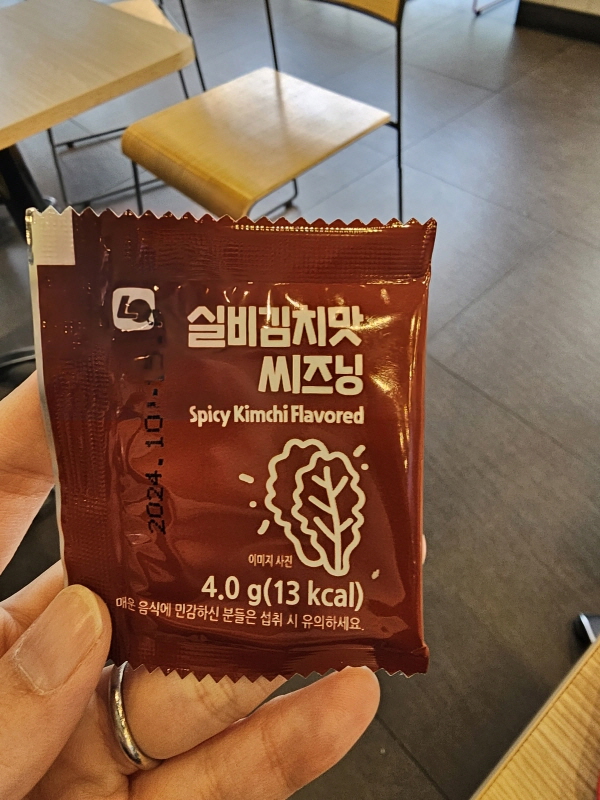 실비김치맛
씨즈닝
Spicy Kimchi Flavored
이미지 사진
4.0 g(13 kcal)
매운 음식에 민감하신 분들은 섭취 시 유의하세요.
2024.10